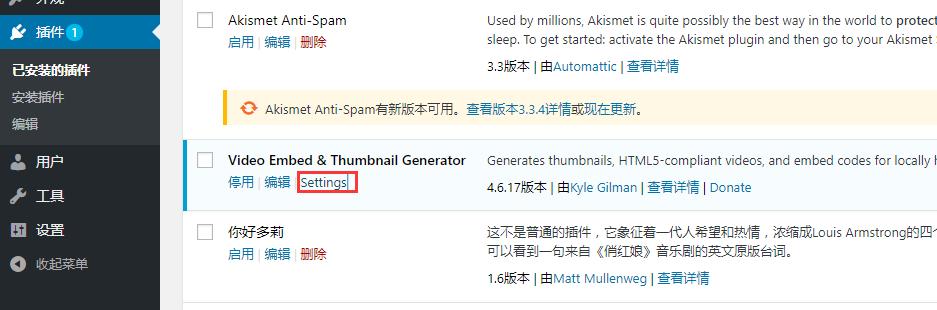 插件 1
已安装的插件
安装插件
编辑
用户
工具
设置
收起菜单
Akismet Anti-Spam
启用 | 编辑 | 删除
Used by millions, Akismet is quite possibly the best way in the world to protect
sleep. To get started: activate the Akismet plugin and then go to your Akismet
3.3版本 | 由Automattic | 查看详情
Akismet Anti-Spam有新版本可用。查看版本3.3.4详情或现在更新。
Video Embed & Thumbnail Generator
停用 | 编辑 | Settings
Generates thumbnails, HTML5-compliant videos, and embed codes for locally h
4.6.17版本 | 由Kyle Gilman | 查看详情 | Donate
你好多莉
启用 | 编辑 | 删除
这不是普通的插件，它象征着一代人希望和热情，浓缩成Louis Armstrong的四个
可以看到一句来自《俏红娘》音乐剧的英文原版台词。
1.6版本 | 由Matt Mullenweg | 查看详情